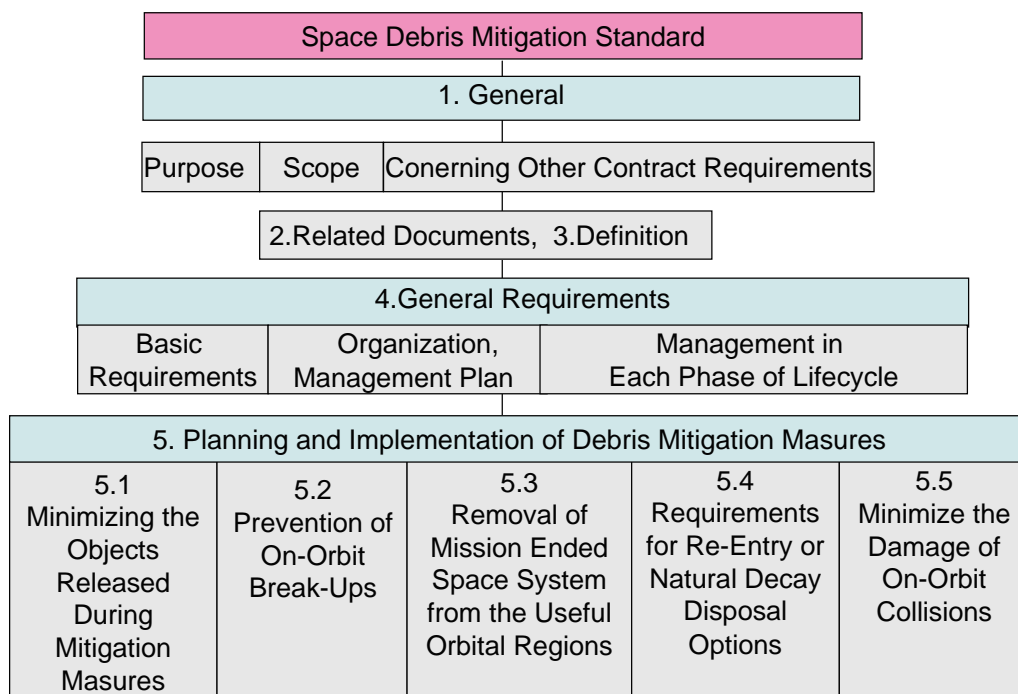 Space Debris Mitigation Standard
1. General
Purpose
Scope
Conerning Other Contract Requirements
2.Related Documents, 3.Definition
4.General Requirements
Basic
Requirements
Organization,
Management Plan
Management in
Each Phase of Lifecycle
5. Planning and Implementation of Debris Mitigation Masures
5.1
Minimizing the
Objects
Released
During
Mitigation
Masures
5.2
Prevention of
On-Orbit
Break-Ups
5.3
Removal of
Mission Ended
Space System
from the Useful
Orbital Regions
5.4
Requirements
for Re-Entry or
Natural Decay
Disposal
Options
5.5
Minimize the
Damage of
On-Orbit
Collisions